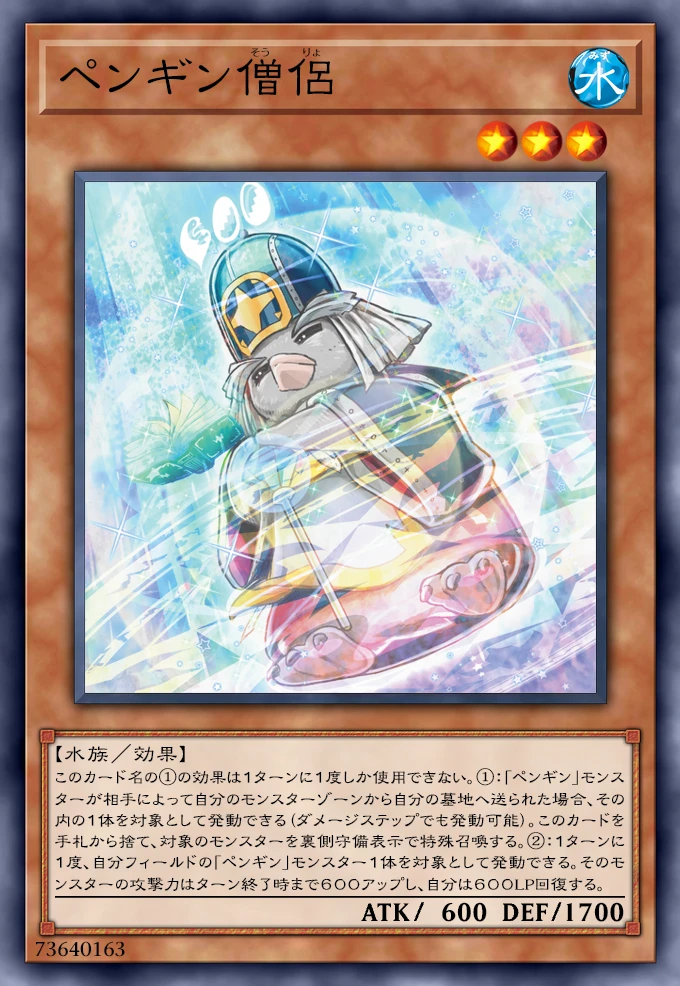 そう りょ
ペンギン僧侶
みず
水
600
【水族／効果】
このカード名の①の効果は1ターンに1度しか使用できない。①：「ペンギン」モンス
ターが相手によって自分のモンスターゾーンから自分の墓地へ送られた場合、その
内の1体を対象として発動できる（ダメージステップでも発動可能）。このカードを
手札から捨て、対象のモンスターを裏側守備表示で特殊召喚する。②：1ターンに
1度、自分フィールドの「ペンギン」モンスター1体を対象として発動できる。そのモ
ンスターの攻撃力はターン終了時まで600アップし、自分は600LP回復する。
ATK/ 600 DEF/1700
73640163